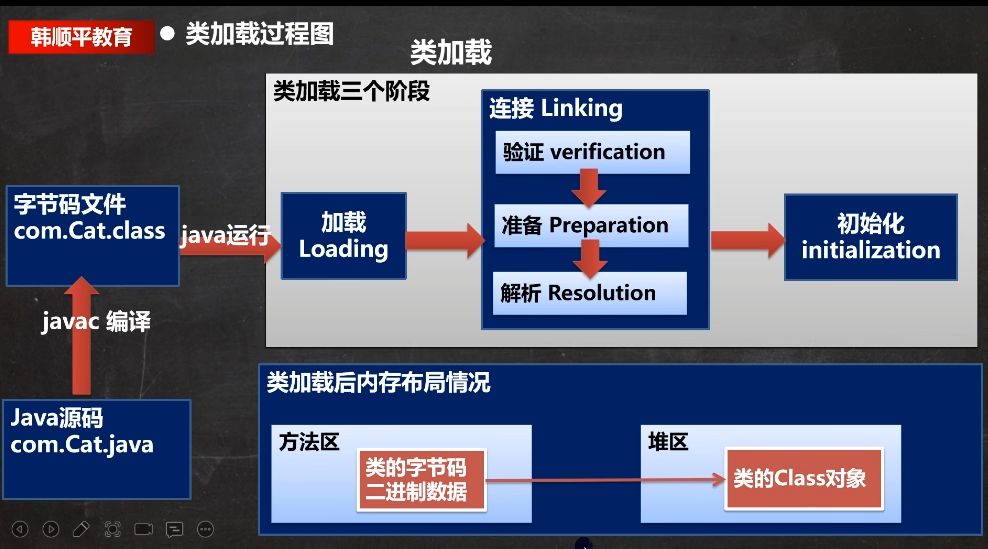 韩顺平教育
● 类加载过程图
类加载
类加载三个阶段
连接 Linking
验证 verification
准备 Preparation
解析 Resolution
字节码文件
com.Cat.class
java运行
加载
Loading
初始化
initialization
javac 编译
Java源码
com.Cat.java
类加载后内存布局情况
方法区
类的字节码
二进制数据
堆区
类的Class对象